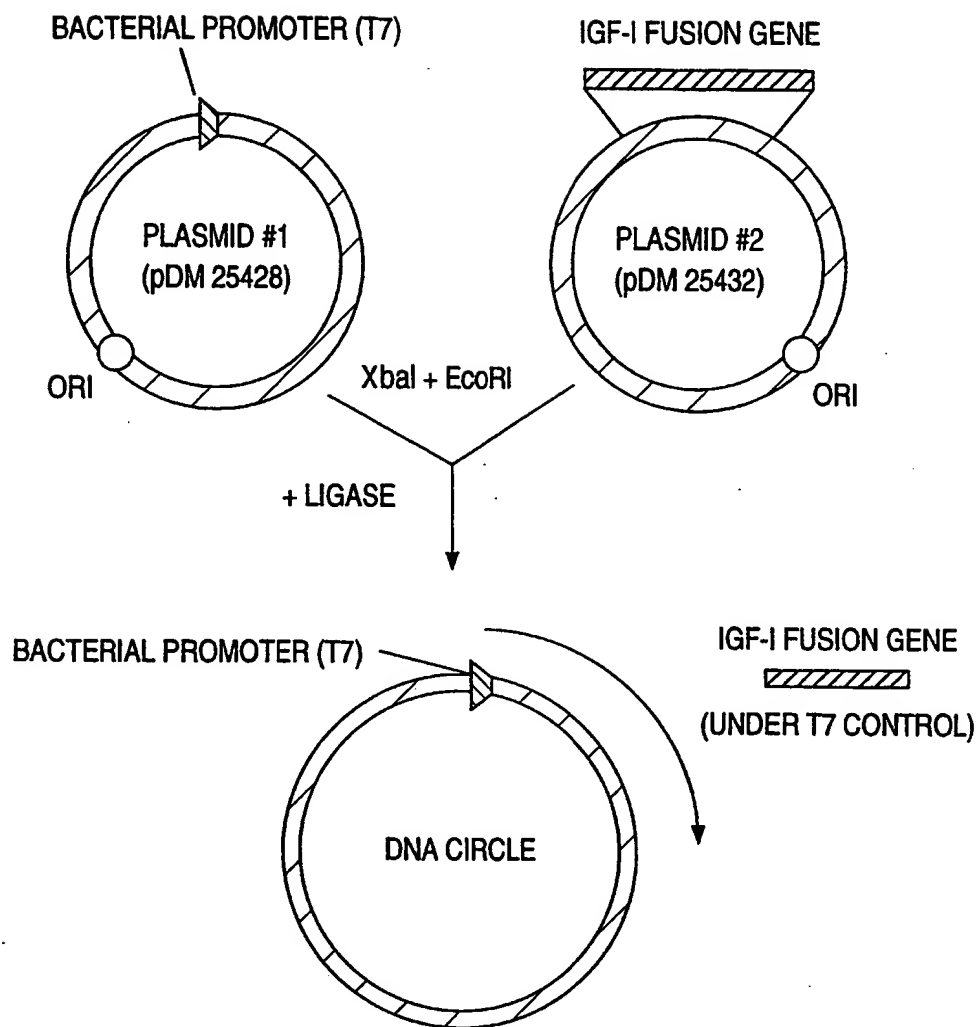 BACTERIAL PROMOTER (T7)
IGF-I FUSION GENE
PLASMID #1
(pDM 25428)
PLASMID #2
(pDM 25432)
ORI
XbaI + EcoRI
ORI
+ LIGASE
BACTERIAL PROMOTER (T7)
IGF-I FUSION GENE
(UNDER T7 CONTROL)
DNA CIRCLE